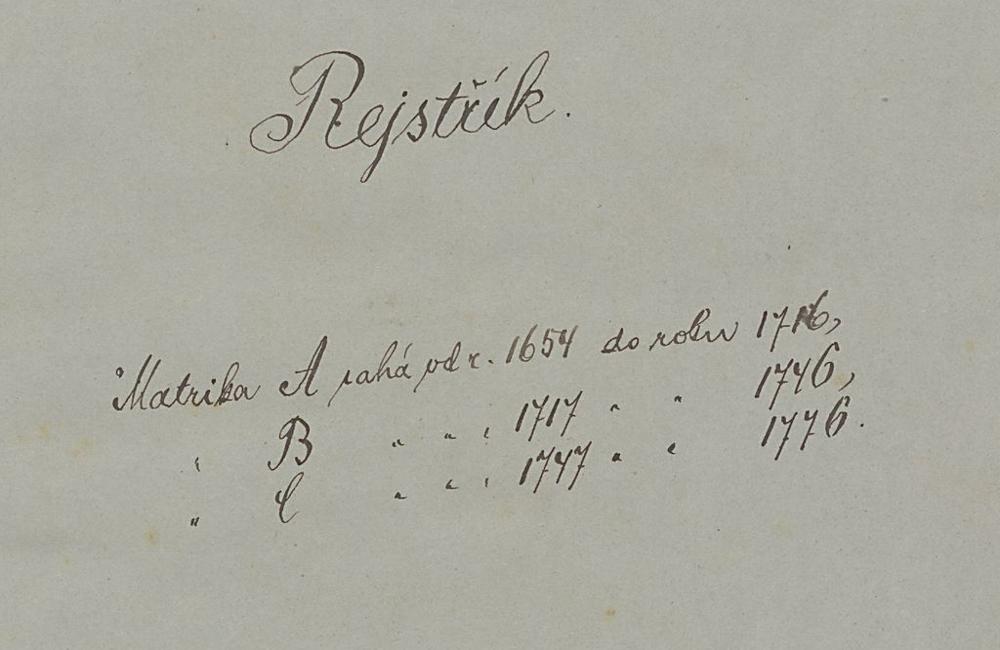 Rejstřík.
Matrika A sahá od r. 1654 do roku 1716,
" B " " " 1717 " " 1746,
" C " " " 1747 " " 1776.